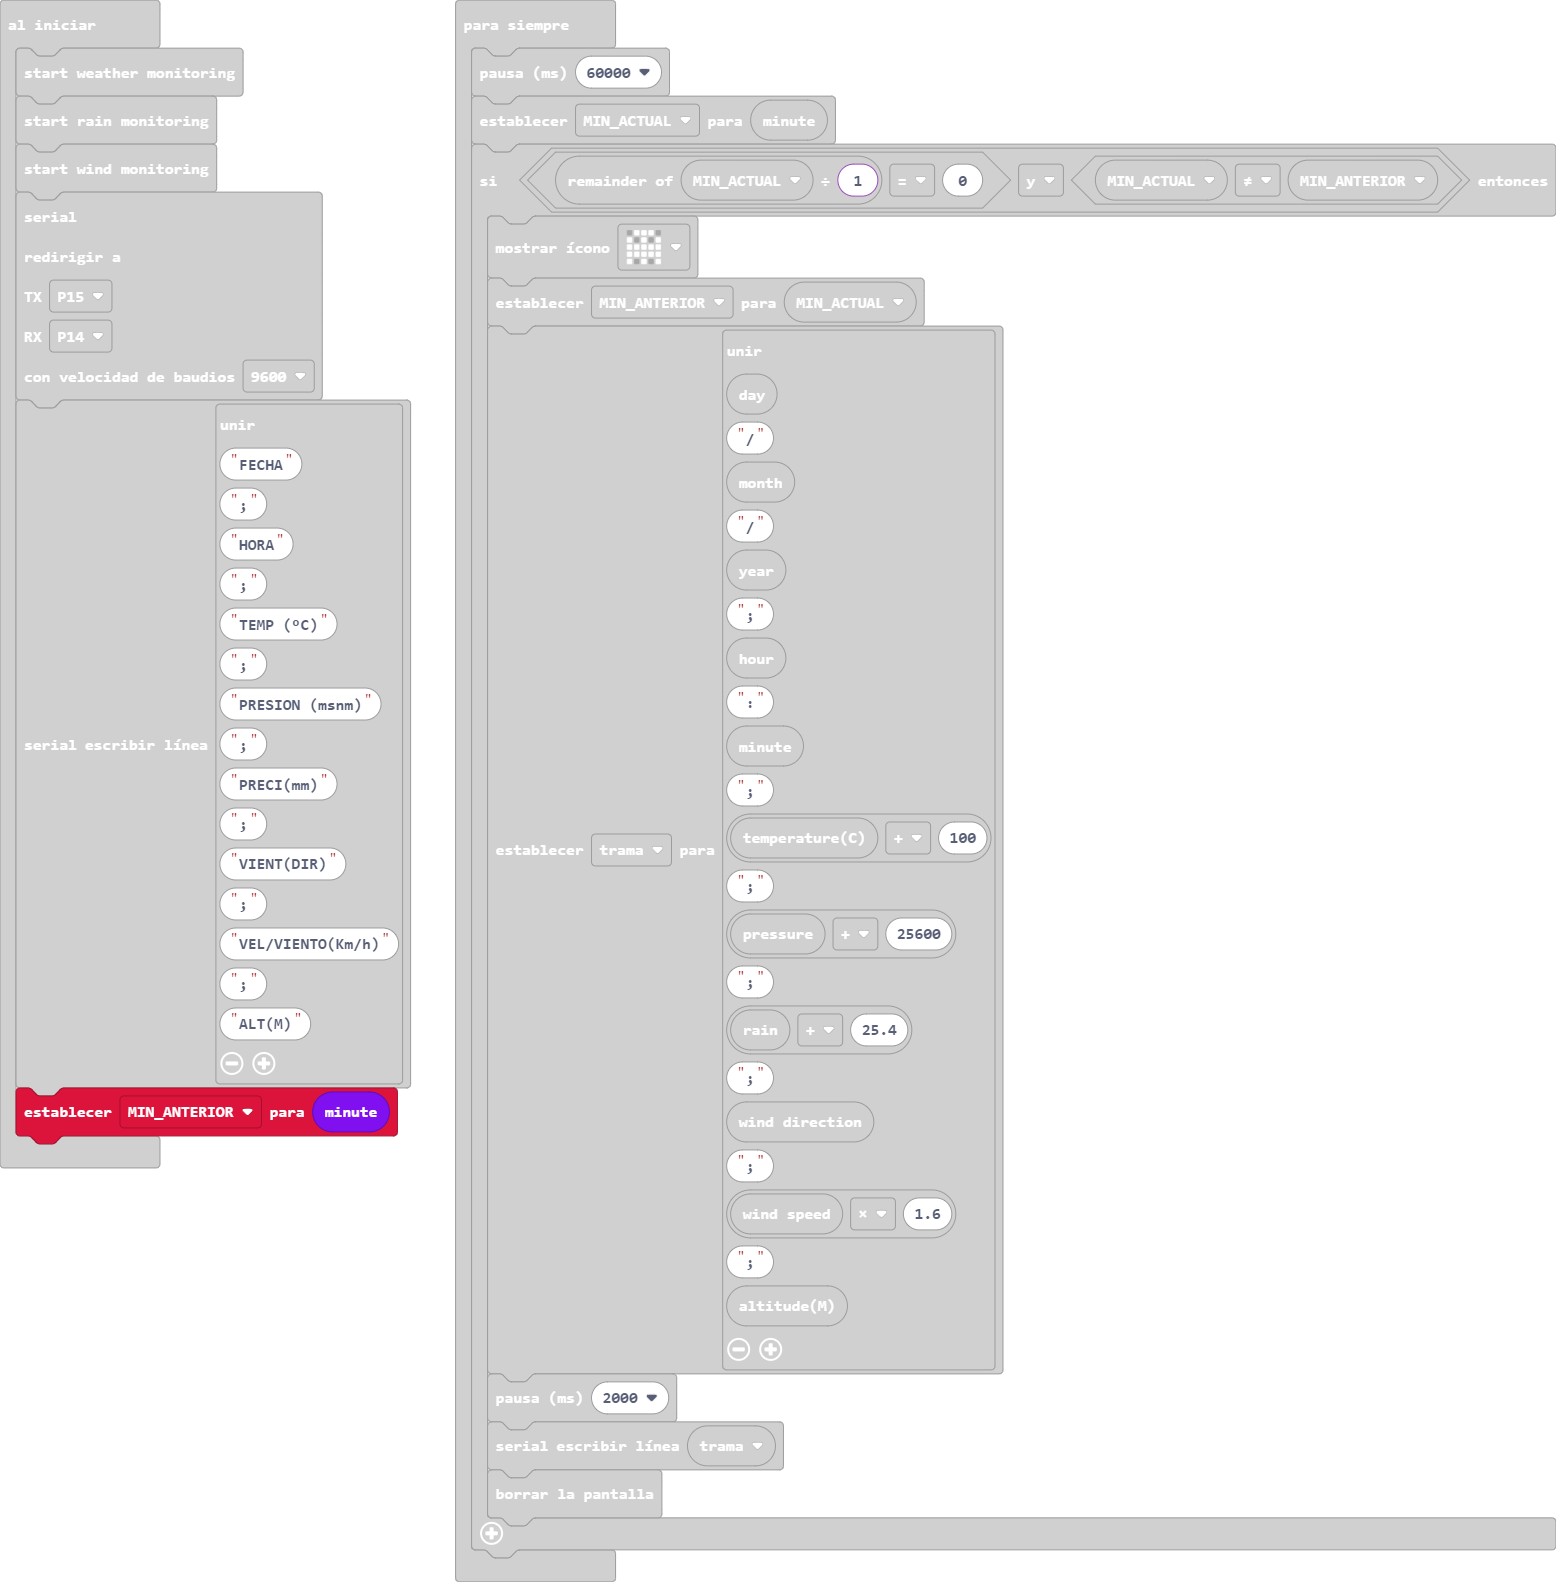 al iniciar
start weather monitoring
start rain monitoring
start wind monitoring
serial
redirigir a
TX P15
RX P14
con velocidad de baudios 9600
serial escribir línea
unir
"FECHA"
";"
"HORA"
";"
"TEMP (ºC)"
";"
"PRESION (msnm)"
";"
"PRECI(mm)"
";"
"VIENT(DIR)"
";"
"VEL/VIENTO(Km/h)"
";"
"ALT(M)"
establecer MIN_ANTERIOR para minute
para siempre
pausa (ms) 60000
establecer MIN_ACTUAL para minute
si remainder of MIN_ACTUAL ÷ 1 = 0 y MIN_ACTUAL ≠ MIN_ANTERIOR entonces
mostrar ícono
establecer MIN_ANTERIOR para MIN_ACTUAL
establecer trama para
unir
day
"/"
month
"/"
year
";"
hour
":"
minute
";"
temperature(C) ÷ 100
";"
pressure ÷ 25600
";"
rain ÷ 25.4
";"
wind direction
";"
wind speed × 1.6
";"
altitude(M)
pausa (ms) 2000
serial escribir línea trama
borrar la pantalla